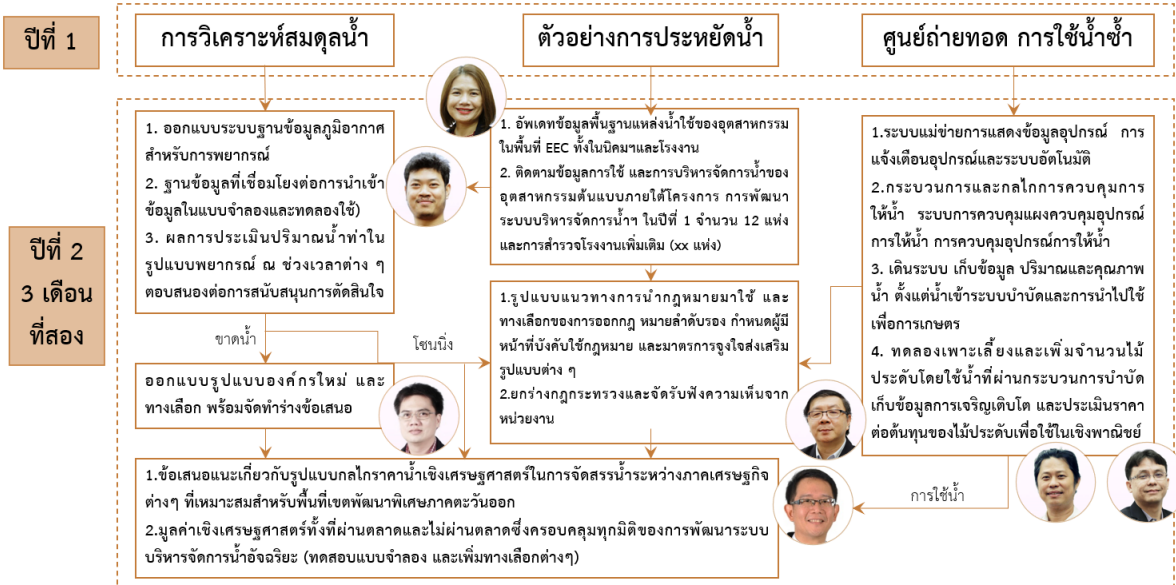 ปีที่ 1
การวิเคราะห์สมดุลน้ำ
ตัวอย่างการประหยัดน้ำ
ศูนย์ถ่ายทอด การใช้น้ำซ้ำ
ปีที่ 2
3 เดือน
ที่สอง
1. ออกแบบระบบฐานข้อมูลภูมิอากาศ
สำหรับการพยากรณ์
2. ฐานข้อมูลที่เชื่อมโยงต่อการนำเข้า
ข้อมูลในแบบจำลองและทดลองใช้)
3. ผลการประเมินปริมาณน้ำท่าใน
รูปแบบพยากรณ์ ณ ช่วงเวลาต่าง ๆ
ตอบสนองต่อการสนับสนุนการตัดสินใจ
1. อัพเดทข้อมูลพื้นฐานแหล่งน้ำใช้ของอุตสาหกรรม
ในพื้นที่ EEC ทั้งในนิคมฯและโรงงาน
2. ติดตามข้อมูลการใช้ และการบริหารจัดการน้ำของ
อุตสาหกรรมต้นแบบภายใต้โครงการ การพัฒนา
ระบบบริหารจัดการน้ำฯ ในปีที่ 1 จำนวน 12 แห่ง
และการสำรวจโรงงานเพิ่มเติม (xx แห่ง)
1.ระบบแม่ข่ายการแสดงข้อมูลอุปกรณ์ การ
แจ้งเตือนอุปกรณ์และระบบอัตโนมัติ
2.กระบวนการและกลไกการควบคุมการ
ให้น้ำ ระบบการควบคุมแผงควบคุมอุปกรณ์
การให้น้ำ การควบคุมอุปกรณ์การให้น้ำ
3. เดินระบบ เก็บข้อมูล ปริมาณและคุณภาพ
น้ำ ตั้งแต่น้ำเข้าระบบบำบัดและการนำไปใช้
เพื่อการเกษตร
4. ทดลองเพาะเลี้ยงและเพิ่มจำนวนไม้
ประดับโดยใช้น้ำที่ผ่านกระบวนการบำบัด
เก็บข้อมูลการเจริญเติบโต และประเมินราคา
ต่อต้นทุนของไม้ประดับเพื่อใช้ในเชิงพาณิชย์
ขาดน้ำ
โซนนิ่ง
1.รูปแบบแนวทางการนำกฎหมายมาใช้ และ
ทางเลือกของการออกกฎ หมายลำดับรอง กำหนดผู้มี
หน้าที่บังคับใช้กฎหมาย และมาตรการจูงใจส่งเสริม
รูปแบบต่าง ๆ
2.ยกร่างกฎกระทรวงและจัดรับฟังความเห็นจาก
หน่วยงาน
ออกแบบรูปแบบองค์กรใหม่ และ
ทางเลือก พร้อมจัดทำร่างข้อเสนอ
1.ข้อเสนอแนะเกี่ยวกับรูปแบบกลไกราคาน้ำเชิงเศรษฐศาสตร์ในการจัดสรรน้ำระหว่างภาคเศรษฐกิจ
ต่างๆ ที่เหมาะสมสำหรับพื้นที่เขตพัฒนาพิเศษภาคตะวันออก
2.มูลค่าเชิงเศรษฐศาสตร์ทั้งที่ผ่านตลาดและไม่ผ่านตลาดซึ่งครอบคลุมทุกมิติของการพัฒนาระบบ
บริหารจัดการน้ำอัจฉริยะ (ทดสอบแบบจำลอง และเพิ่มทางเลือกต่างๆ)
การใช้น้ำ